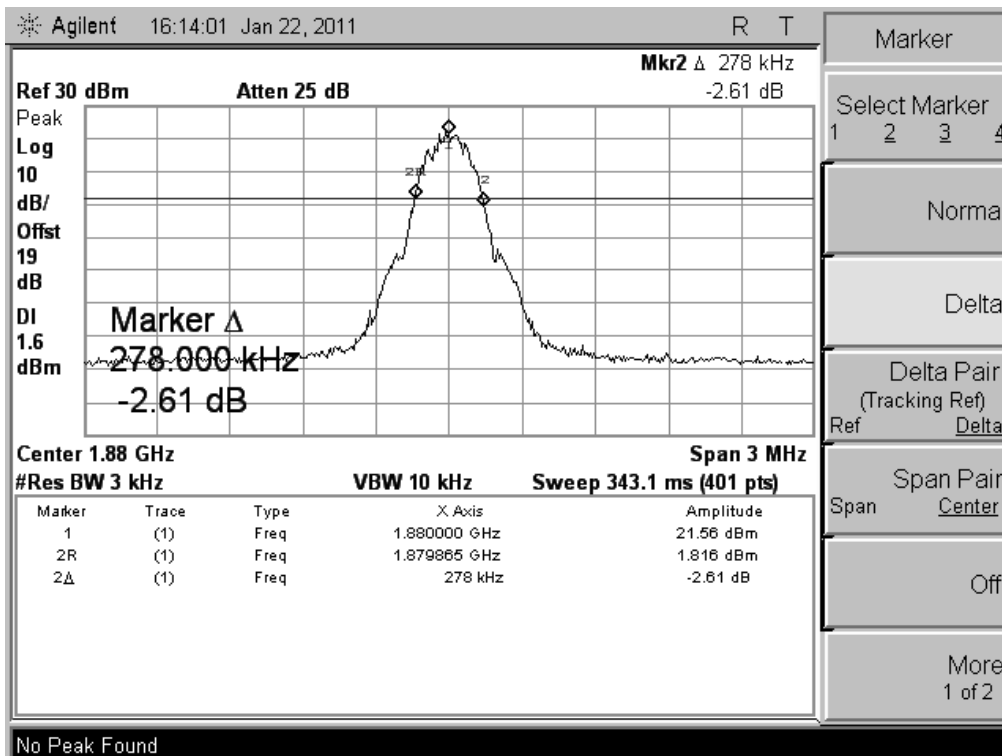 Agilent 16:14:01 Jan 22, 2011 R T
Mkr2 Δ 278 kHz
Ref 30 dBm Atten 25 dB -2.61 dB
Peak
Log
10
dB/
Offst
19
dB
DI
1.6
dBm
1
2R
2
Marker Δ
278.000 kHz
-2.61 dB
Center 1.88 GHz Span 3 MHz
#Res BW 3 kHz VBW 10 kHz Sweep 343.1 ms (401 pts)
Marker Trace Type X Axis Amplitude
1 (1) Freq 1.880000 GHz 21.56 dBm
2R (1) Freq 1.879865 GHz 1.816 dBm
2Δ (1) Freq 278 kHz -2.61 dB
Marker
Select Marker
1 2 3 4
Norma
Delta
Delta Pair
(Tracking Ref)
Ref Delta
Span Pair
Span Center
Off
More
1 of 2
No Peak Found